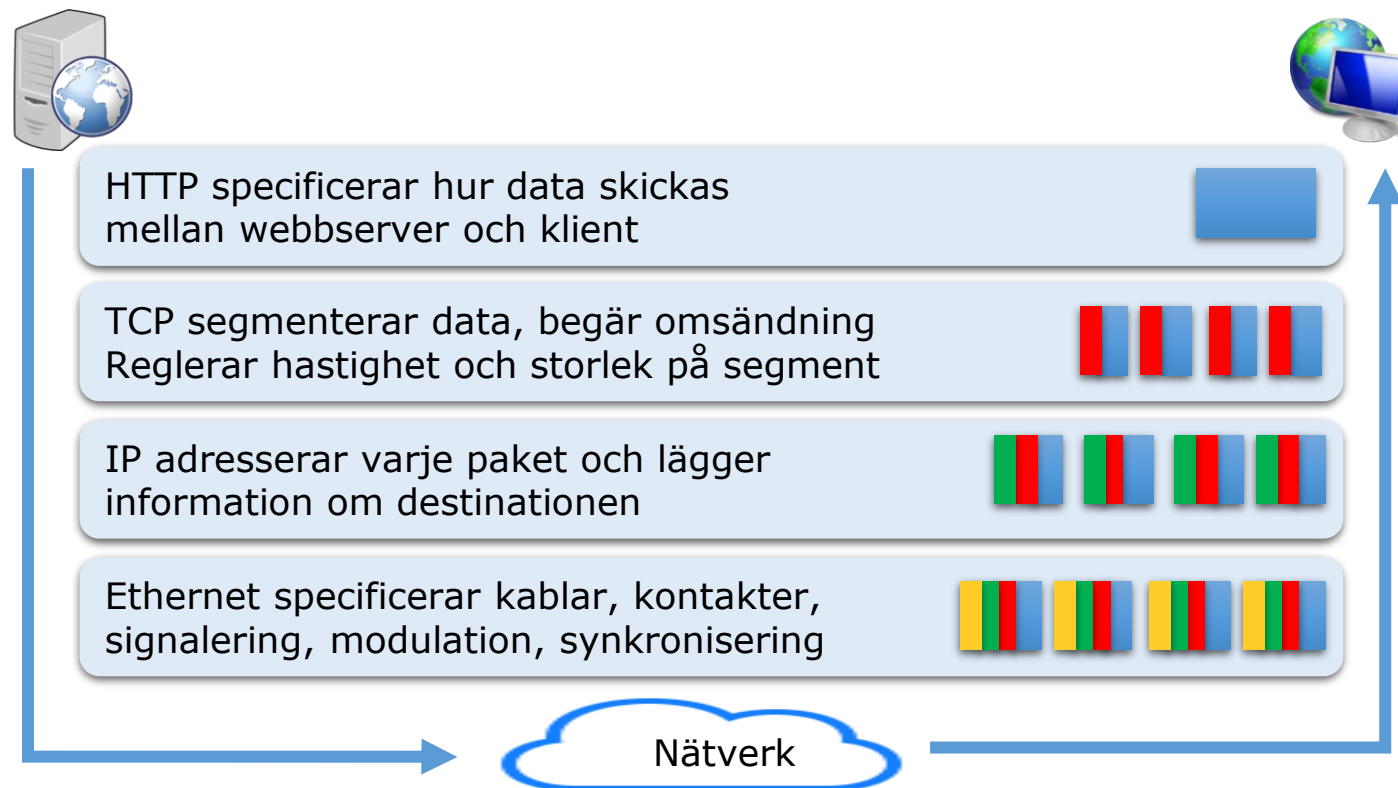 HTTP specificerar hur data skickas
mellan webbserver och klient
TCP segmenterar data, begär omsändning
Reglerar hastighet och storlek på segment
IP adresserar varje paket och lägger
information om destinationen
Ethernet specificerar kablar, kontakter,
signalering, modulation, synkronisering
Nätverk